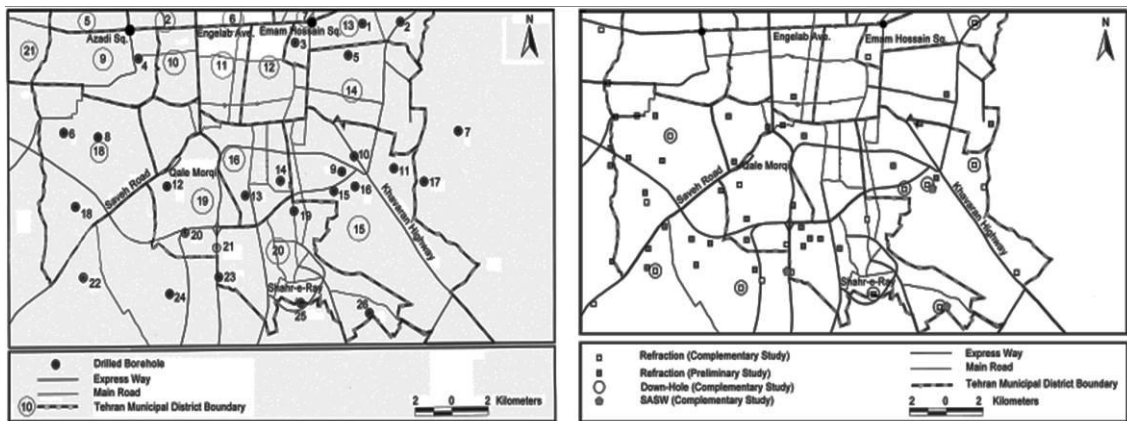 5
2
6
7
13
1
2
N
Azadi Sq.
Engelab Ave.
Emam Hossain Sq.
3
21
9
4
10
11
12
5
14
6
8
18
7
16
10
Qale Morqi
14
9
11
12
16
17
Saveh Road
19
13
15
Khavaran Highway
18
19
20
21
15
20
22
23
24
Shahr-e-Ray
25
26
Drilled Borehole
Express Way
Main Road
10 Tehran Municipal District Boundary
2 0 2 Kilometers
N
Engelab Ave.
Emam Hossain Sq.
Qale Morqi
Saveh Road
Khavaran Highway
Shahr-e-Ray
Refraction (Complementary Study)
Refraction (Preliminary Study)
Down-Hole (Complementary Study)
SASW (Complementary Study)
Express Way
Main Road
Tehran Municipal District Boundary
2 0 2 Kilometers